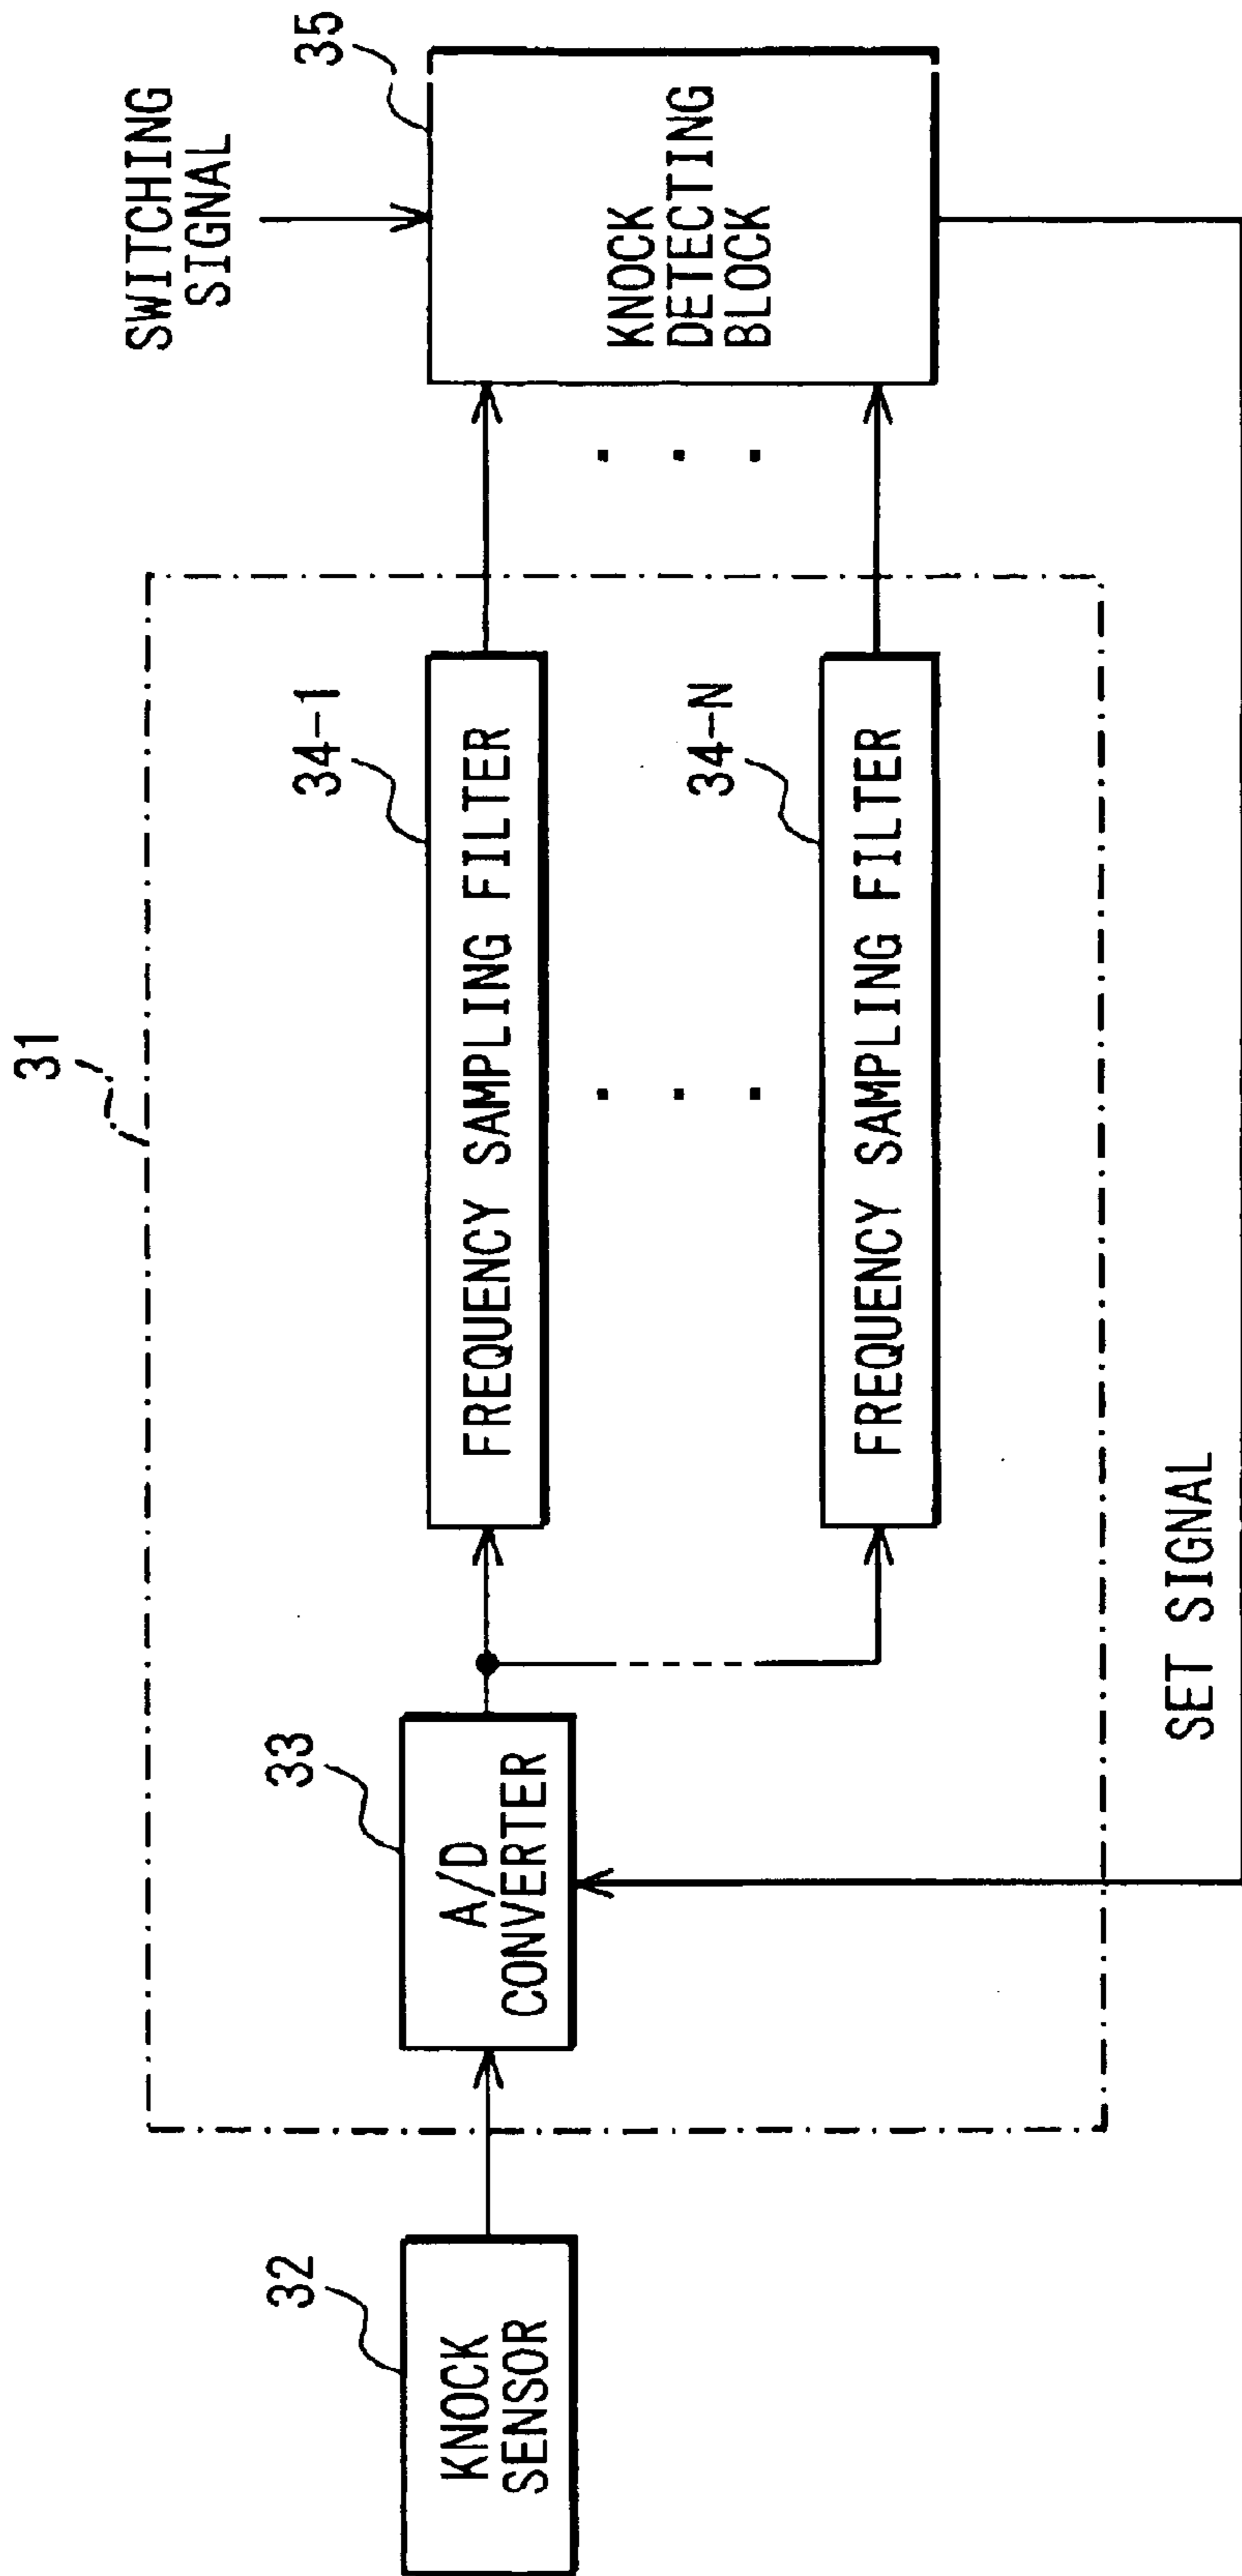 31
32
KNOCK
SENSOR
33
A/D
CONVERTER
34-1
FREQUENCY SAMPLING FILTER
34-N
FREQUENCY SAMPLING FILTER
SWITCHING
SIGNAL
35
KNOCK
DETECTING
BLOCK
SET SIGNAL